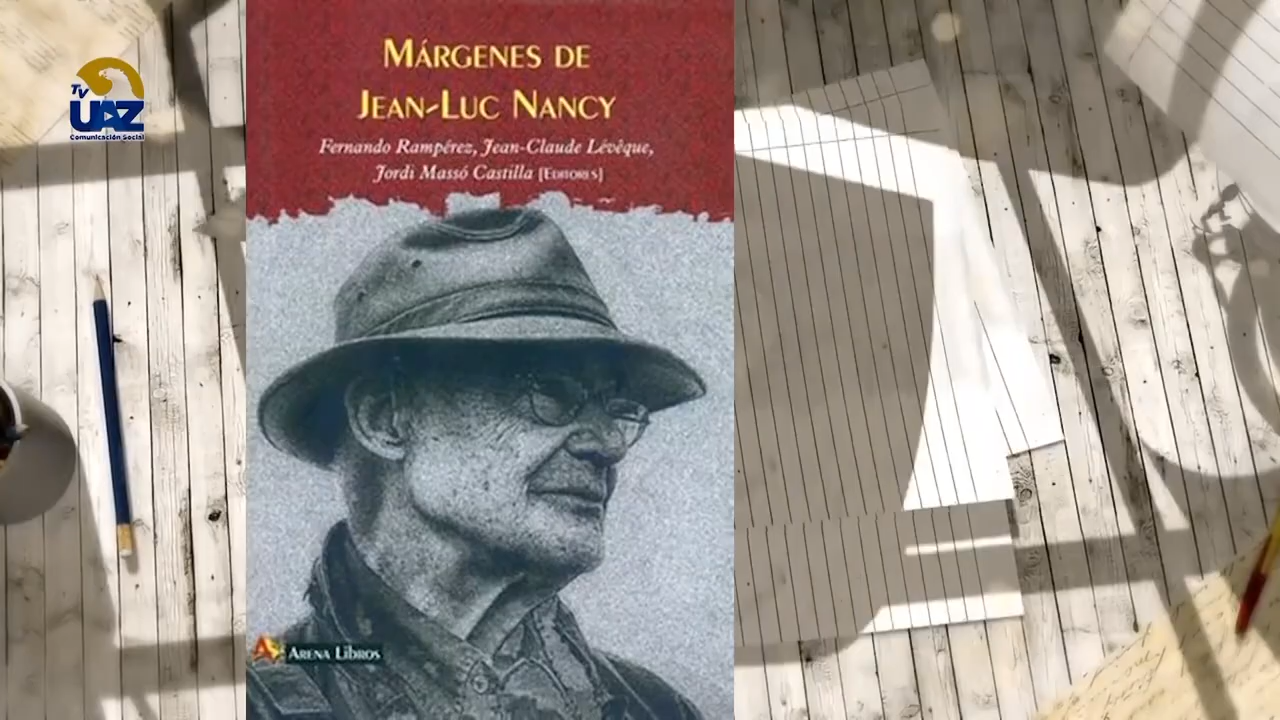 TV
UAZ
Comunicación Social
MÁRGENES DE
JEAN-LUC NANCY
Fernando Rampérez, Jean-Claude Lévêque,
Jordi Massó Castilla [EDITORES]
ARENA LIBROS